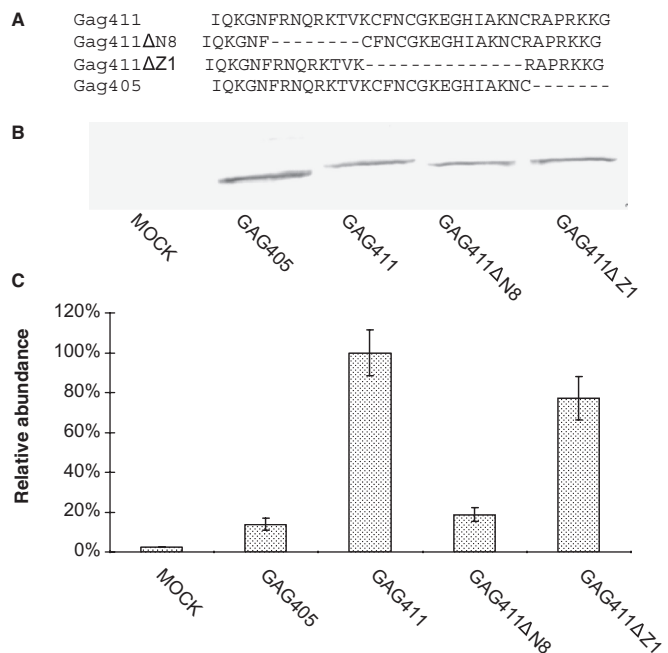 A
Gag411 IQKGNFRNQRKTVKCFNCGKEGHIAKNCRAPRKKG
Gag411ΔN8 IQKGNF--------CFNCGKEGHIAKNCRAPRKKG
Gag411ΔZ1 IQKGNFRNQRKTVK--------------RAPRKKG
Gag405 IQKGNFRNQRKTVKCFNCGKEGHIAKNC-------
B
MOCK
GAG405
GAG411
GAG411ΔN8
GAG411ΔZ1
C
Relative abundance
120%
100%
80%
60%
40%
20%
0%
MOCK
GAG405
GAG411
GAG411ΔN8
GAG411ΔZ1